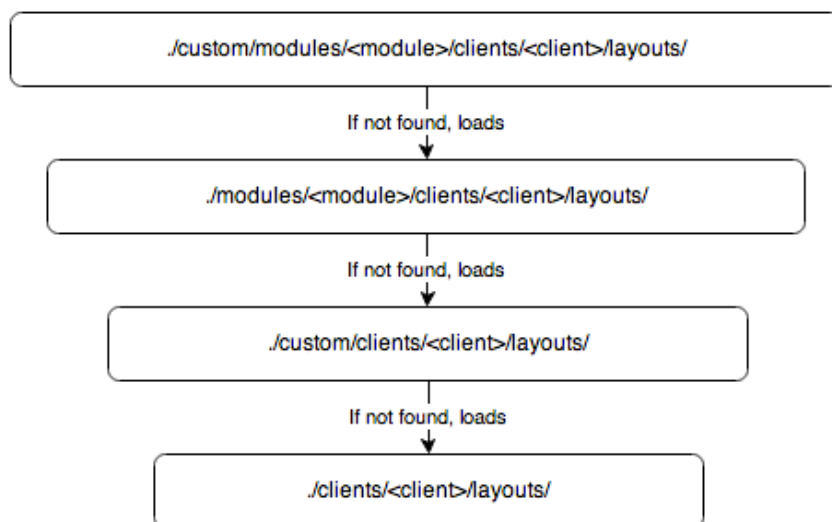 ./custom/modules/<module>/clients/<client>/layouts/
If not found, loads
./modules/<module>/clients/<client>/layouts/
If not found, loads
./custom/clients/<client>/layouts/
If not found, loads
./clients/<client>/layouts/